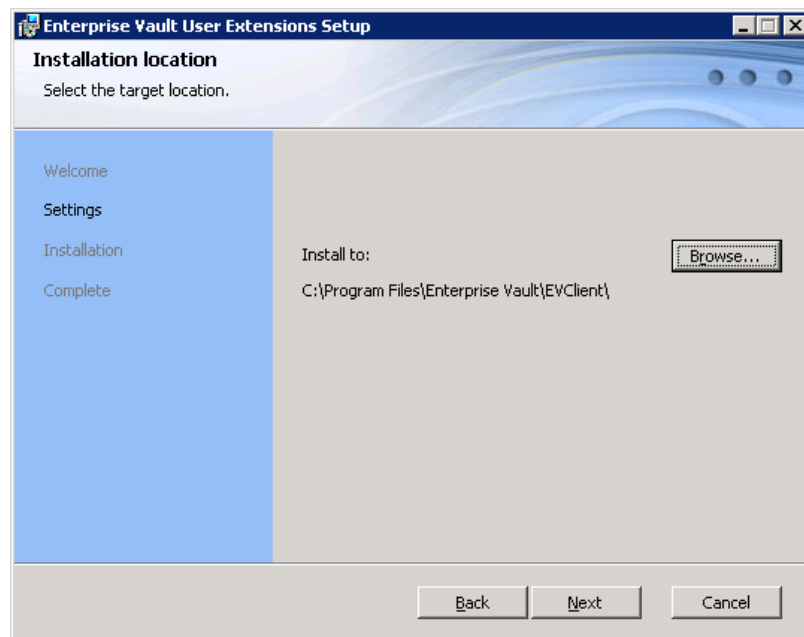 Enterprise Vault User Extensions Setup
Installation location
Select the target location.
Welcome
Settings
Installation
Install to:
Browse...
Complete
C:\Program Files\Enterprise Vault\EVClient\
Back
Next
Cancel